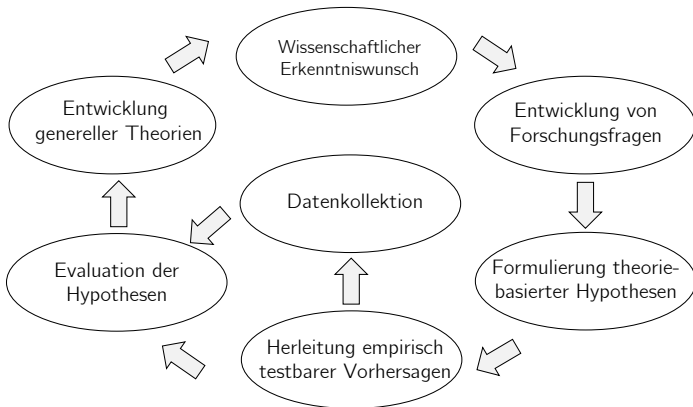 Wissenschaftlicher
Erkenntniswunsch
Entwicklung von
Forschungsfragen
Formulierung theorie-
basierter Hypothesen
Herleitung empirisch
testbarer Vorhersagen
Datenkollektion
Evaluation der
Hypothesen
Entwicklung
genereller Theorien